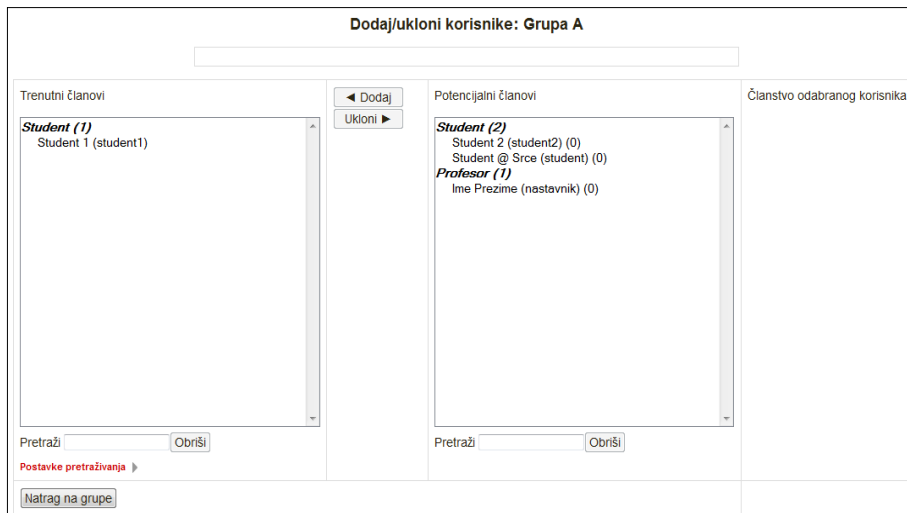 Dodaj/ukloni korisnike: Grupa A
Trenutni članovi
Student (1)
Student 1 (student1)
Pretraži
Obriši
Postavke pretraživanja
◄ Dodaj
Ukloni ►
Potencijalni članovi
Student (2)
Student 2 (student2) (0)
Student @ Srce (student) (0)
Profesor (1)
Ime Prezime (nastavnik) (0)
Pretraži
Obriši
Članstvo odabranog korisnika
Natrag na grupe